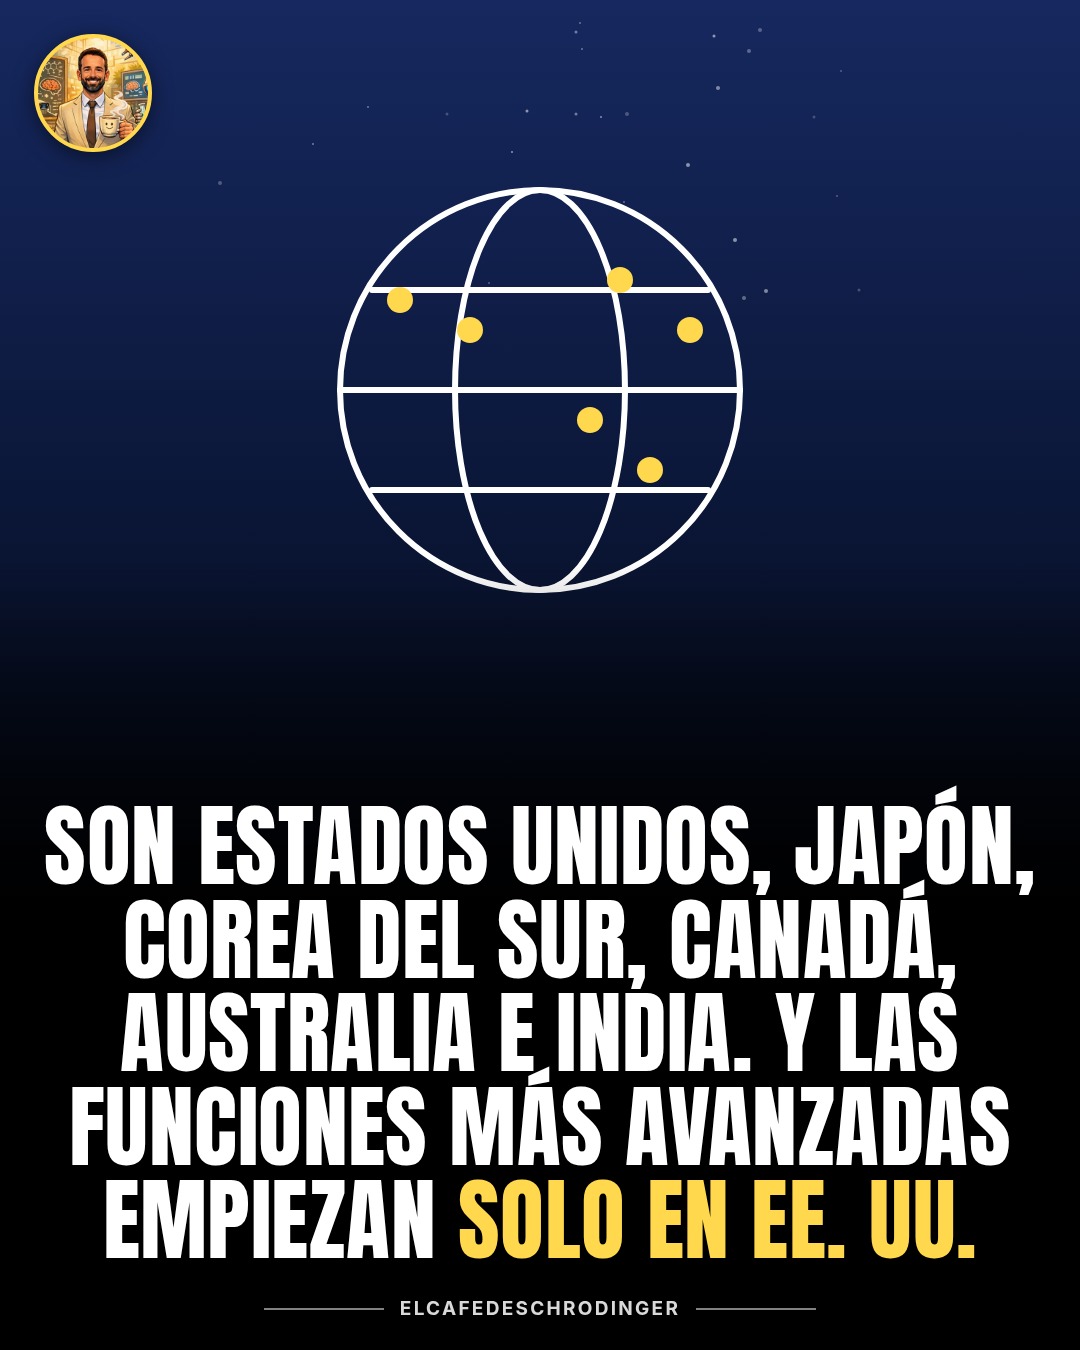 SON ESTADOS UNIDOS, JAPÓN,
COREA DEL SUR, CANADÁ,
AUSTRALIA E INDIA. Y LAS
FUNCIONES MÁS AVANZADAS
EMPIEZAN SOLO EN EE. UU.
ELCAFEDESCHRODINGER